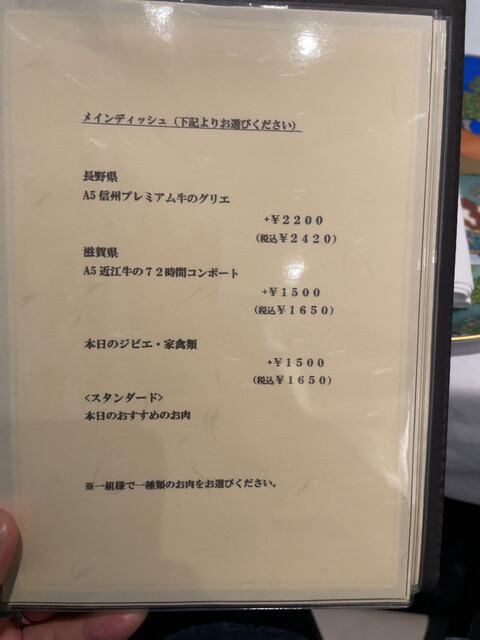 メインディッシュ（下記よりお選びください）
長野県
A5信州プレミアム牛のグリエ
+￥2200
(税込￥2420)
滋賀県
A5近江牛の72時間コンポート
+￥1500
(税込￥1650)
本日のジビエ・家禽類
+￥1500
(税込￥1650)
<スタンダード>
本日のおすすめのお肉
※一組様で一種類のお肉をお選びください。